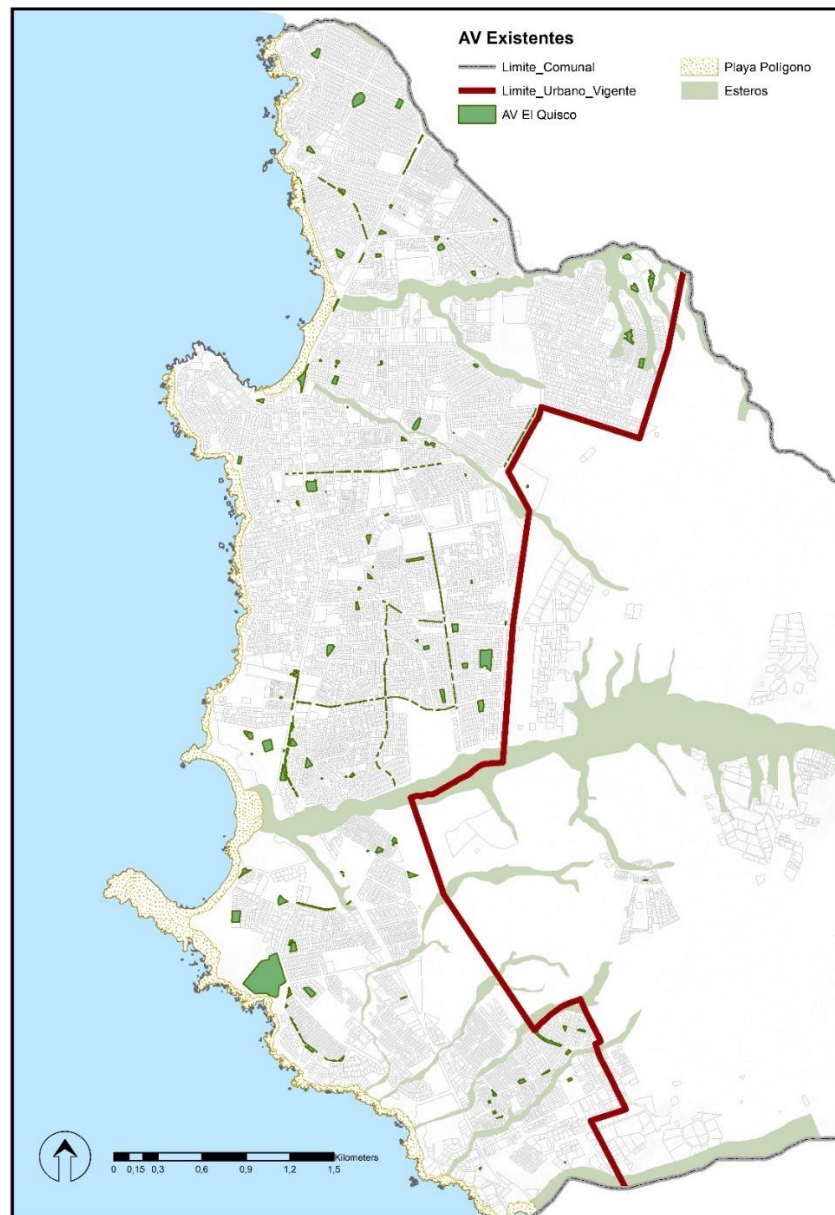 AV Existentes
Limite_Comunal
Limite_Urbano_Vigente
AV El Quisco
Playa Polígono
Esteros
Kilometers
0 0,15 0,3 0,6 0,9 1,2 1,5